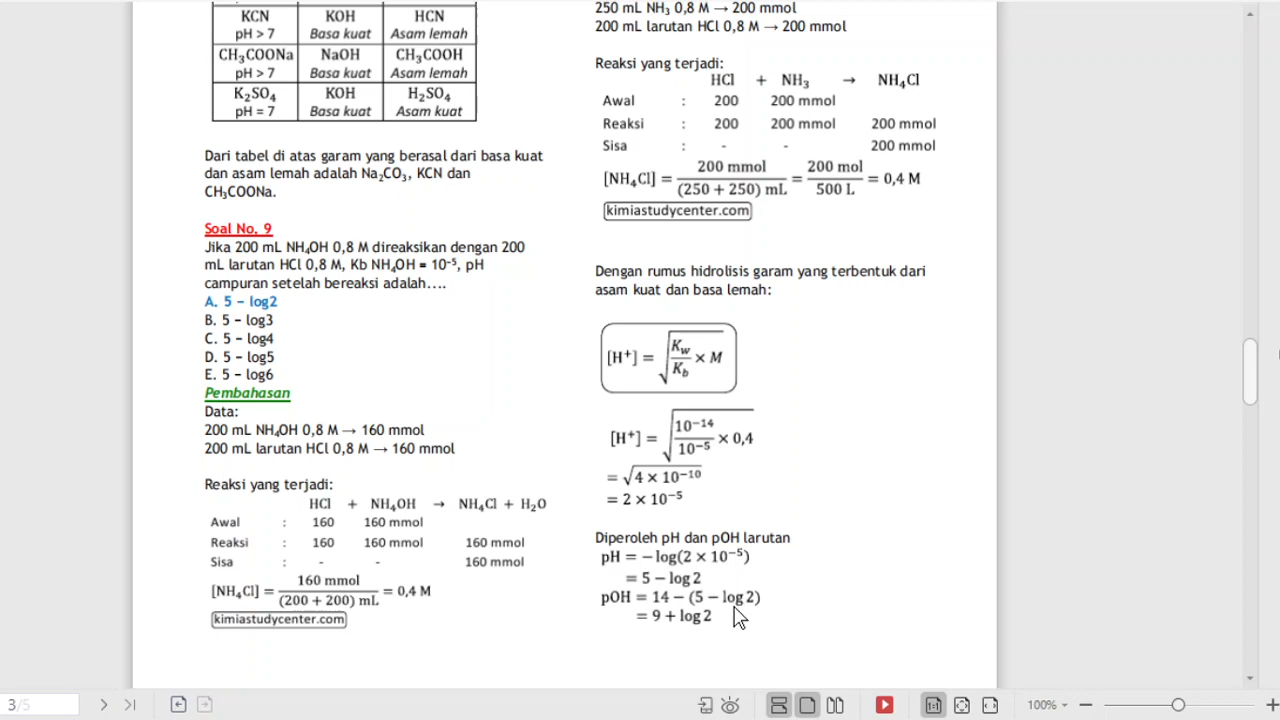 KCN KOH HCN
pH > 7 Basa kuat Asam lemah
CH₃COONa NaOH CH₃COOH
pH > 7 Basa kuat Asam lemah
K₂SO₄ KOH H₂SO₄
pH = 7 Basa kuat Asam kuat
Dari tabel di atas garam yang berasal dari basa kuat
dan asam lemah adalah Na₂CO₃, KCN dan
CH₃COONa.
Soal No. 9
Jika 200 mL NH₄OH 0,8 M direaksikan dengan 200
mL larutan HCl 0,8 M, Kb NH₄OH = 10⁻⁵, pH
campuran setelah bereaksi adalah....
A. 5 – log2
B. 5 – log3
C. 5 – log4
D. 5 – log5
E. 5 – log6
Pembahasan
Data:
200 mL NH₄OH 0,8 M → 160 mmol
200 mL larutan HCl 0,8 M → 160 mmol
Reaksi yang terjadi:
HCl + NH₄OH → NH₄Cl + H₂O
Awal : 160 160 mmol
Reaksi : 160 160 mmol 160 mmol
Sisa : - - 160 mmol
[NH₄Cl] = 160 mmol / (200 + 200) mL = 0,4 M
kimiastudycenter.com
250 mL NH₃ 0,8 M → 200 mmol
200 mL larutan HCl 0,8 M → 200 mmol
Reaksi yang terjadi:
HCl + NH₃ → NH₄Cl
Awal : 200 200 mmol
Reaksi : 200 200 mmol 200 mmol
Sisa : - - 200 mmol
[NH₄Cl] = 200 mmol / (250 + 250) mL = 200 mol / 500 L = 0,4 M
kimiastudycenter.com
Dengan rumus hidrolisis garam yang terbentuk dari
asam kuat dan basa lemah:
[H⁺] = √(K_w / K_b × M)
[H⁺] = √(10⁻¹⁴ / 10⁻⁵ × 0,4)
= √(4 × 10⁻¹⁰)
= 2 × 10⁻⁵
Diperoleh pH dan pOH larutan
pH = − log(2 × 10⁻⁵)
= 5 − log 2
pOH = 14 − (5 − log 2)
= 9 + log 2
3/5
1:1
100%